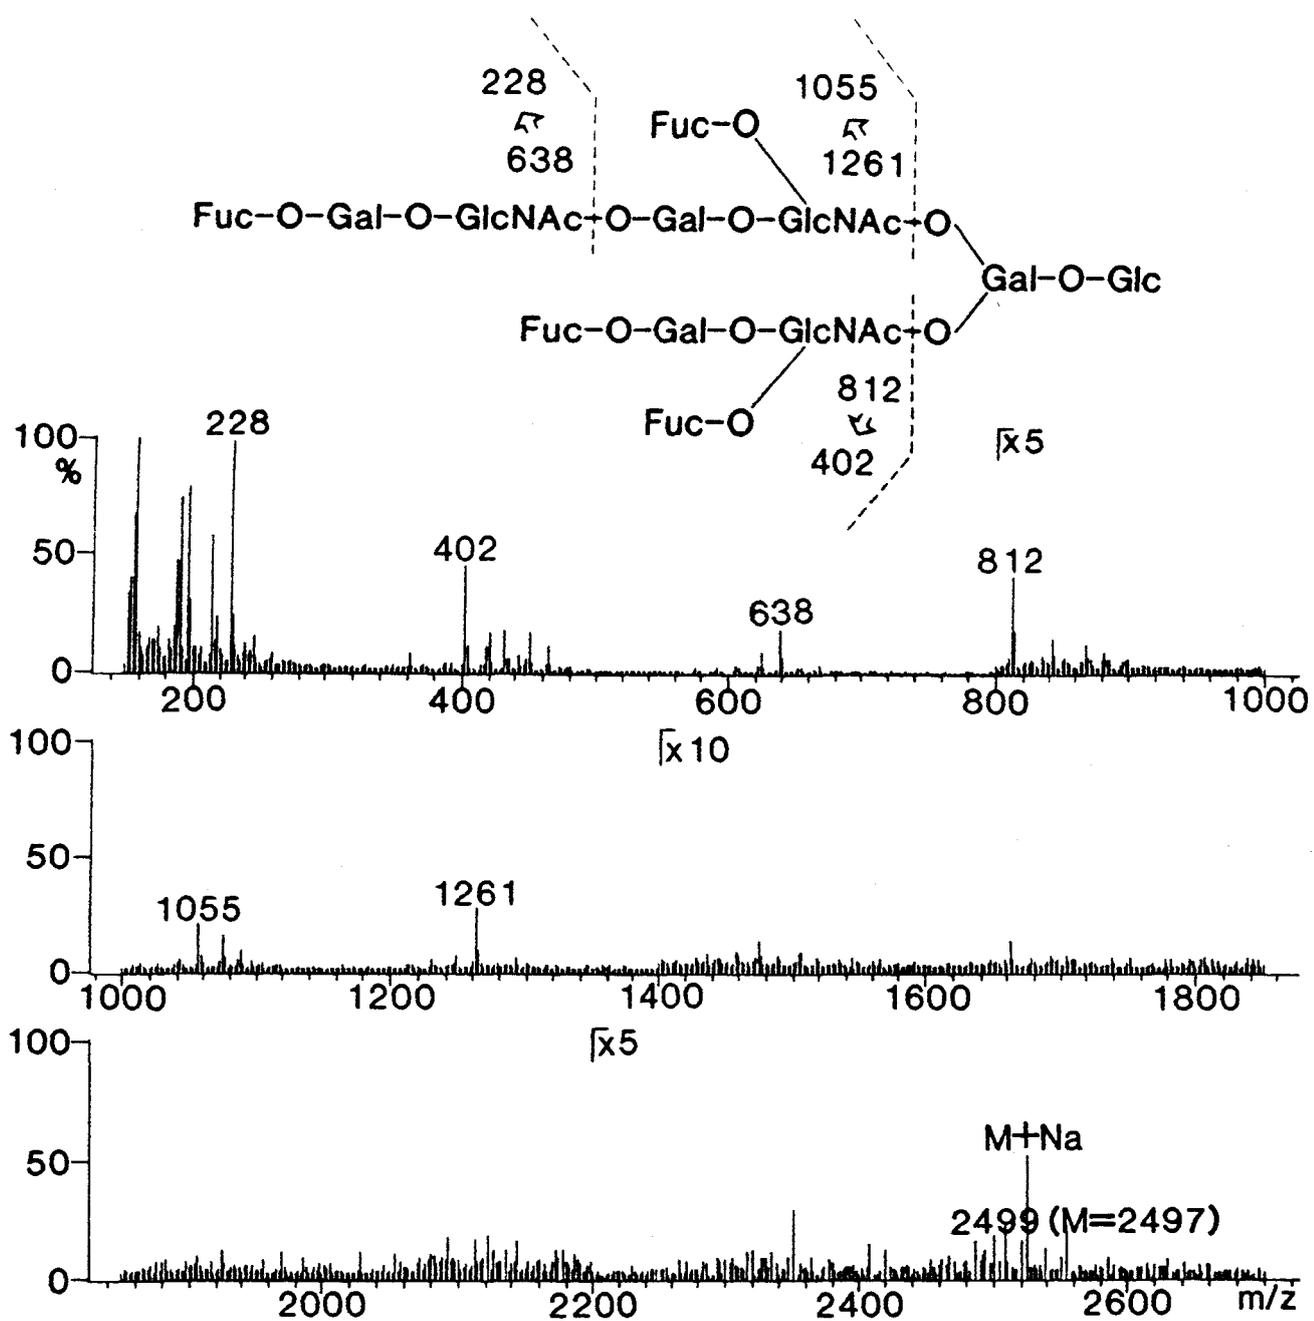 228 1055
Fuc-O
638 1261
Fuc-O-Gal-O-GlcNAc-O-Gal-O-GlcNAc-O
Gal-O-Glc
Fuc-O-Gal-O-GlcNAc-O
812
Fuc-O
402
100 228 x5
%
50 402 812
638
0
200 400 600 800 1000
100 x10
50
1055 1261
0
1000 1200 1400 1600 1800
100 x5
M+Na
50
2499 (M=2497)
0
2000 2200 2400 2600 m/z